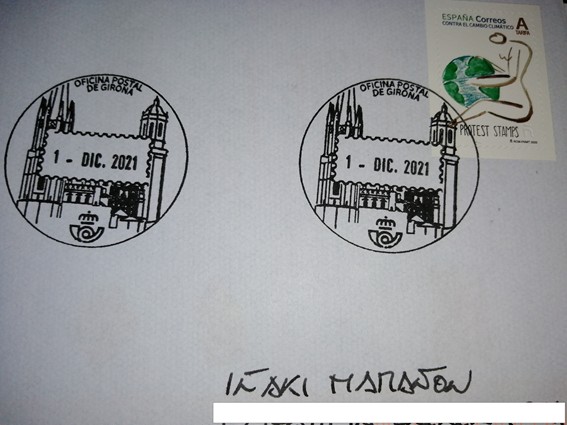 ESPAÑA Correos
CONTRA EL CAMBIO CLIMÁTICO
A
TARIFA
PROTEST STAMPS
OFICINA POSTAL
DE GIRONA
1 - DIC. 2021
OFICINA POSTAL
DE GIRONA
1 - DIC. 2021
IÑAKI MARAÑON